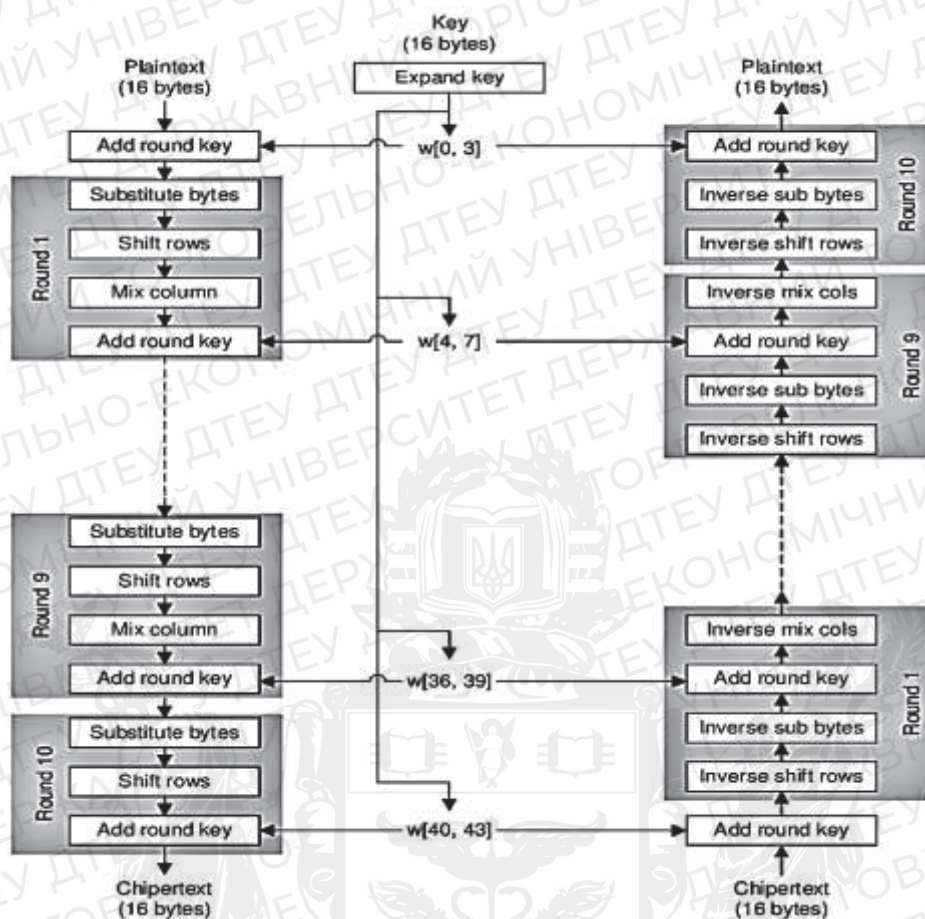 Key
(16 bytes)
Expand key
Plaintext
(16 bytes)
Add round key
Round 1
Substitute bytes
Shift rows
Mix column
Add round key
Round 9
Substitute bytes
Shift rows
Mix column
Add round key
Round 10
Substitute bytes
Shift rows
Add round key
Chipertext
(16 bytes)
w[0, 3]
w[4, 7]
w[36, 39]
w[40, 43]
Plaintext
(16 bytes)
Add round key
Inverse sub bytes
Inverse shift rows
Round 10
Inverse mix cols
Add round key
Inverse sub bytes
Inverse shift rows
Round 9
Inverse mix cols
Add round key
Inverse sub bytes
Inverse shift rows
Round 1
Add round key
Chipertext
(16 bytes)
ДЕРЖАВНИЙ ТОРГОВЕЛЬНО-ЕКОНОМІЧНИЙ УНІВЕРСИТЕТ ДТЕУ